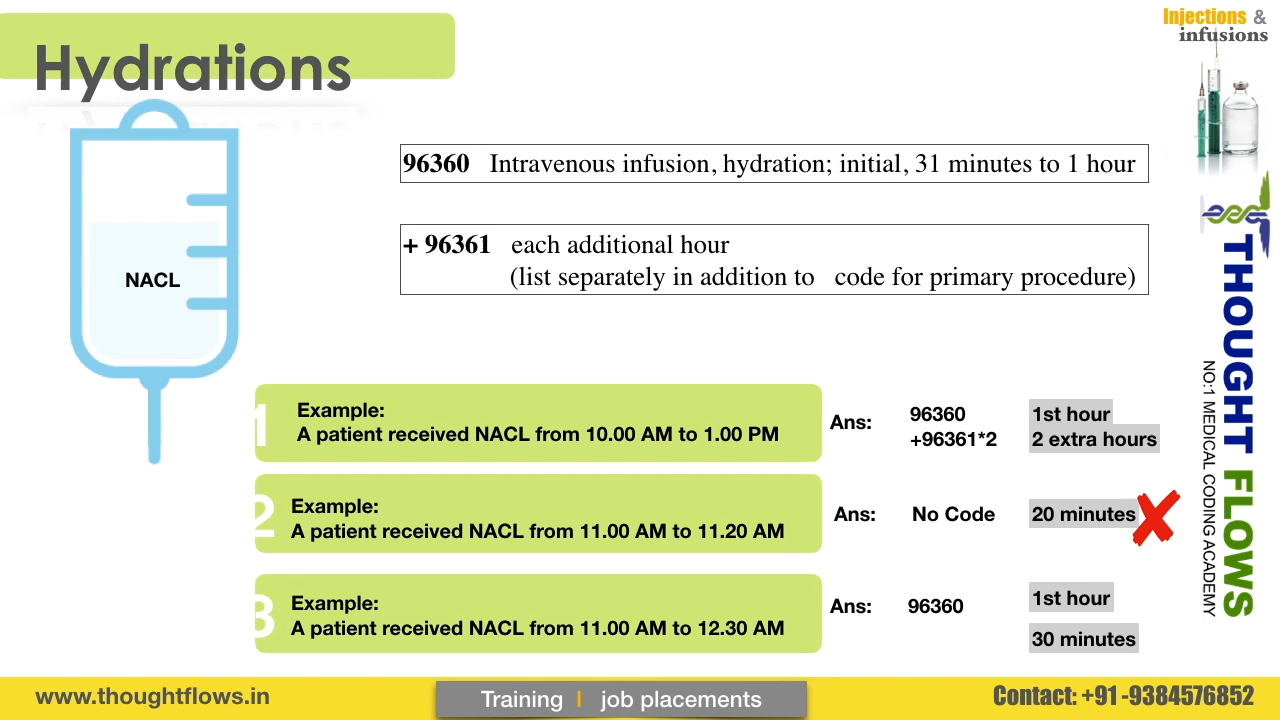 Injections &
infusions
Hydrations
NACL
96360 Intravenous infusion, hydration; initial, 31 minutes to 1 hour
+ 96361 each additional hour
(list separately in addition to code for primary procedure)
1
Example:
A patient received NACL from 10.00 AM to 1.00 PM
Ans:
96360
+96361*2
1st hour
2 extra hours
2
Example:
A patient received NACL from 11.00 AM to 11.20 AM
Ans:
No Code
20 minutes
3
Example:
A patient received NACL from 11.00 AM to 12.30 AM
Ans:
96360
1st hour
30 minutes
THOUGHT FLOWS
NO:1 MEDICAL CODING ACADEMY
www.thoughtflows.in
Training I job placements
Contact: +91 -9384576852